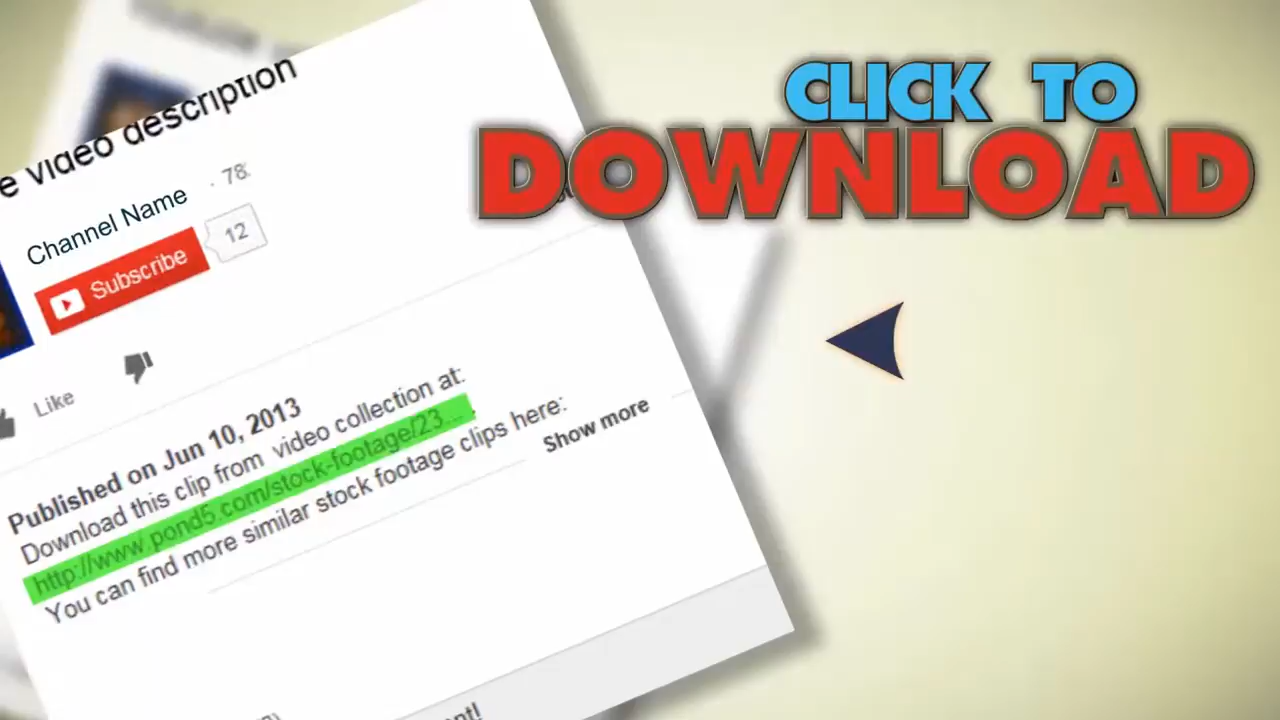 CLICK TO
DOWNLOAD
e video description
Channel Name
78
Subscribe
12
Like
Published on Jun 10, 2013
Download this clip from video collection at:
http://www.pond5.com/stock-footage/23... .
You can find more similar stock footage clips here:
Show more